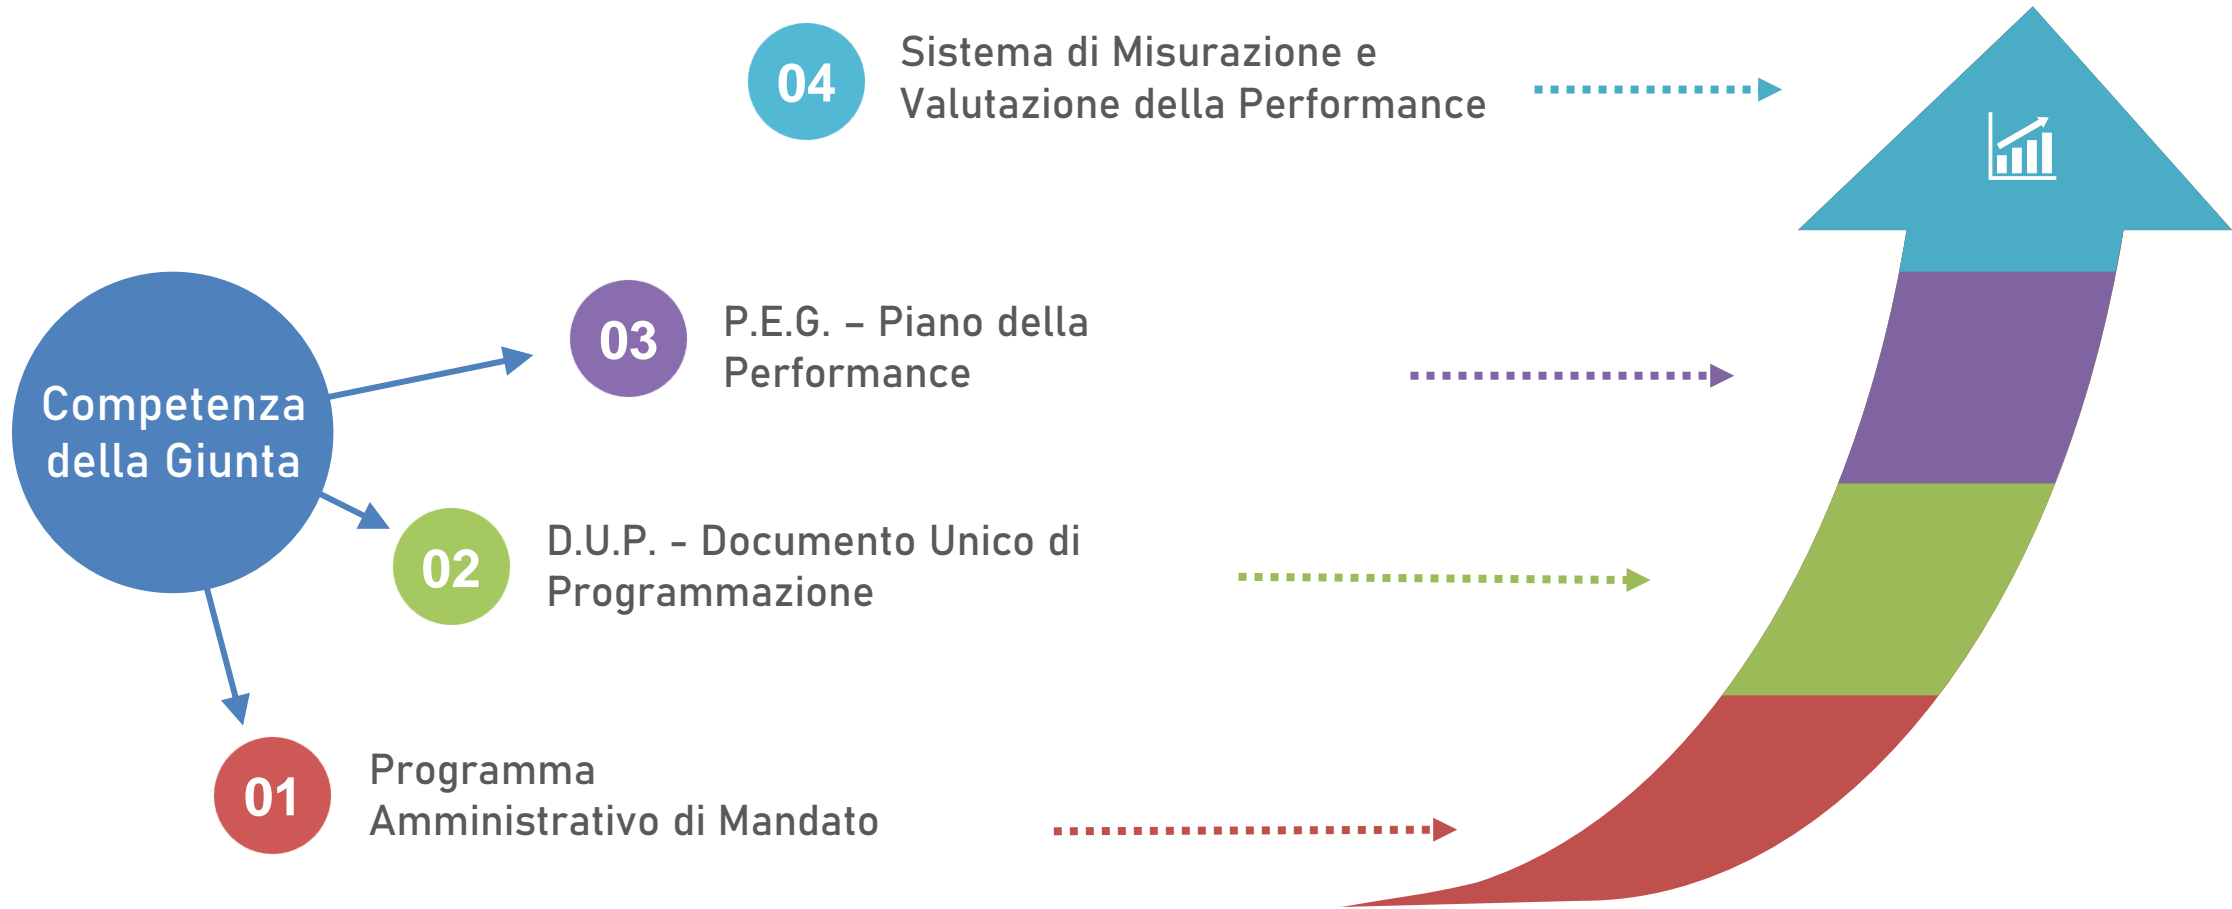 04
Sistema di Misurazione e
Valutazione della Performance
03
P.E.G. – Piano della
Performance
Competenza
della Giunta
02
D.U.P. - Documento Unico di
Programmazione
01
Programma
Amministrativo di Mandato